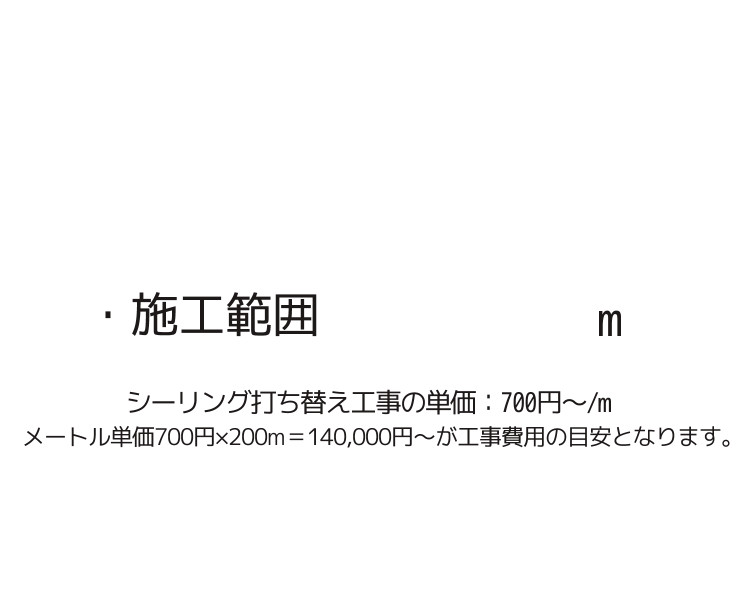 ・施工範囲 m
シーリング打ち替え工事の単価：700円～/m
メートル単価700円×200m＝140,000円～が工事費用の目安となります。